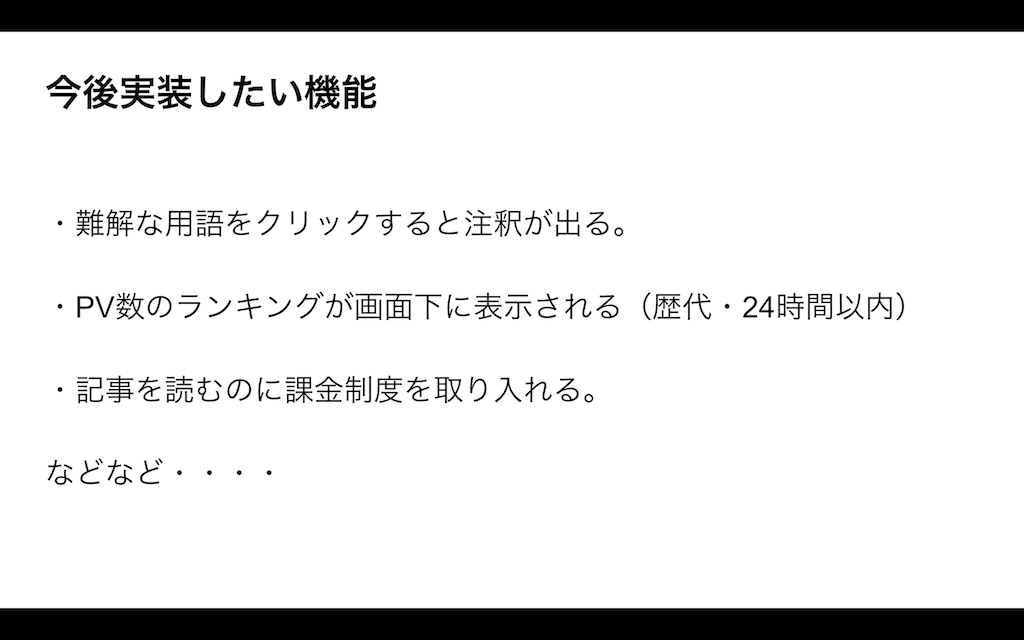 今後実装したい機能
・難解な用語をクリックすると注釈が出る。
・PV数のランキングが画面下に表示される（歴代・24時間以内）
・記事を読むのに課金制度を取り入れる。
などなど・・・・